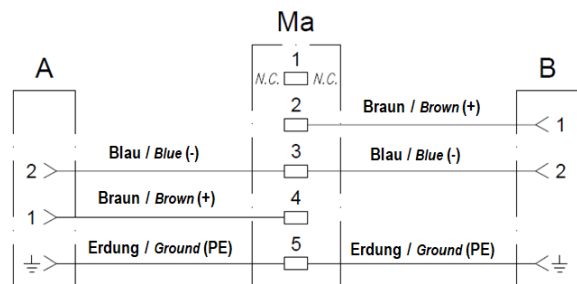 Ma
A
B
1
N.C. N.C.
2
Braun / Brown (+)
1
2
Blau / Blue (-)
3
Blau / Blue (-)
2
1
Braun / Brown (+)
4
Erdung / Ground (PE)
5
Erdung / Ground (PE)